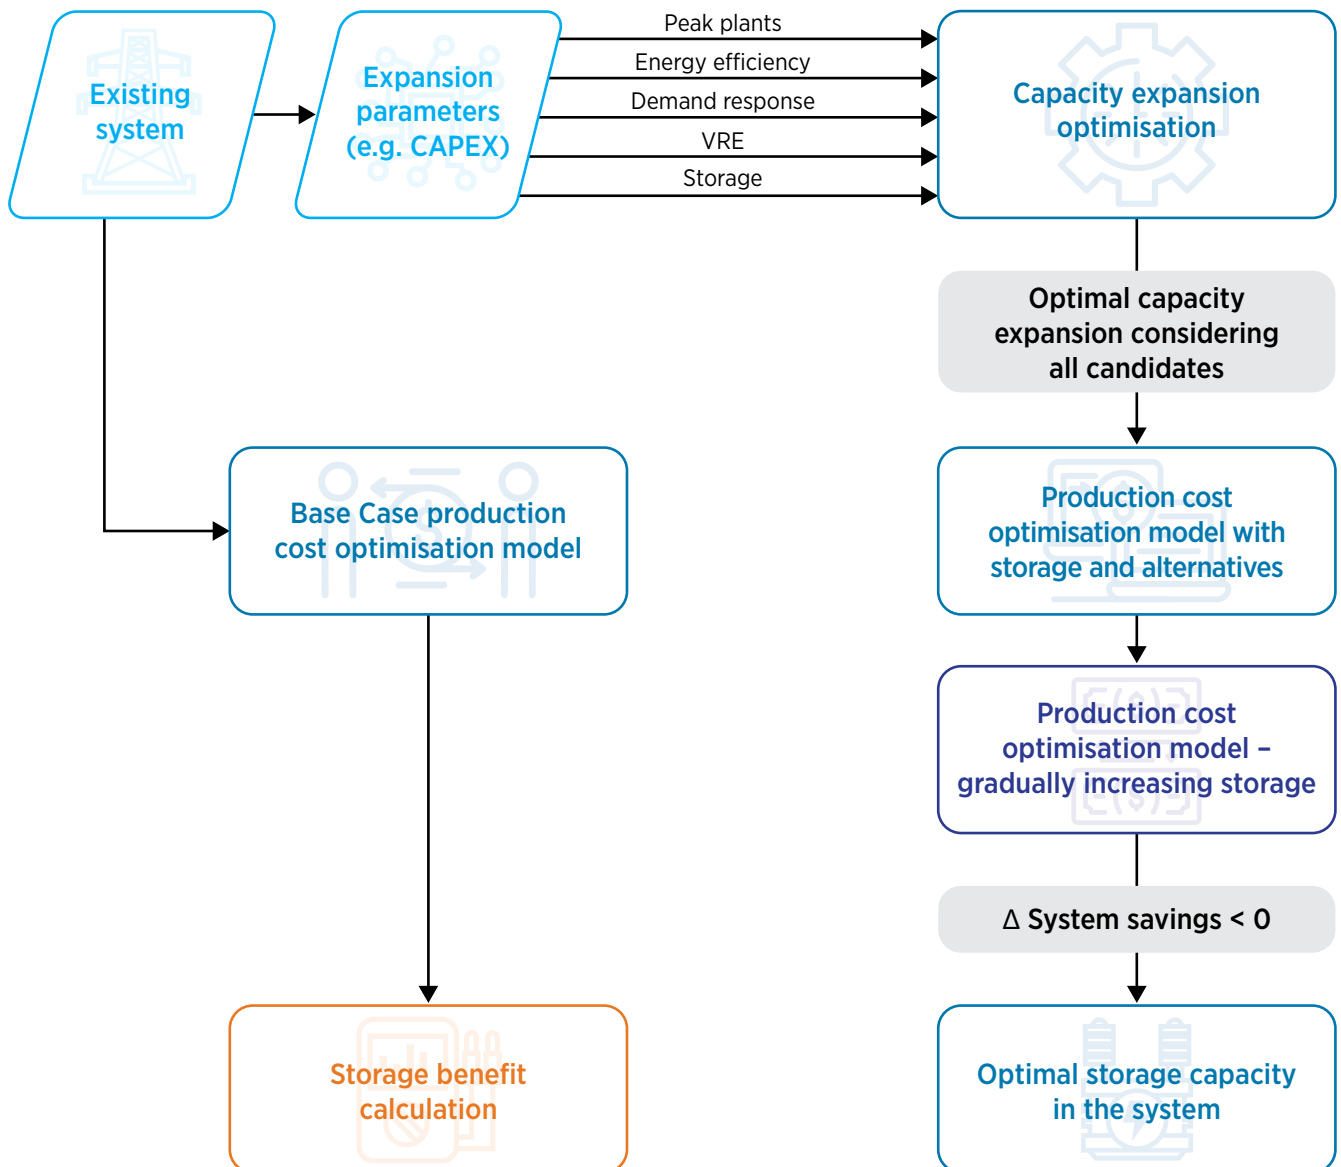 Existing
system
Expansion
parameters
(e.g. CAPEX)
Peak plants
Energy efficiency
Demand response
VRE
Storage
Capacity expansion
optimisation
Optimal capacity
expansion considering
all candidates
Base Case production
cost optimisation model
Production cost
optimisation model with
storage and alternatives
Production cost
optimisation model –
gradually increasing storage
Δ System savings < 0
Storage benefit
calculation
Optimal storage capacity
in the system